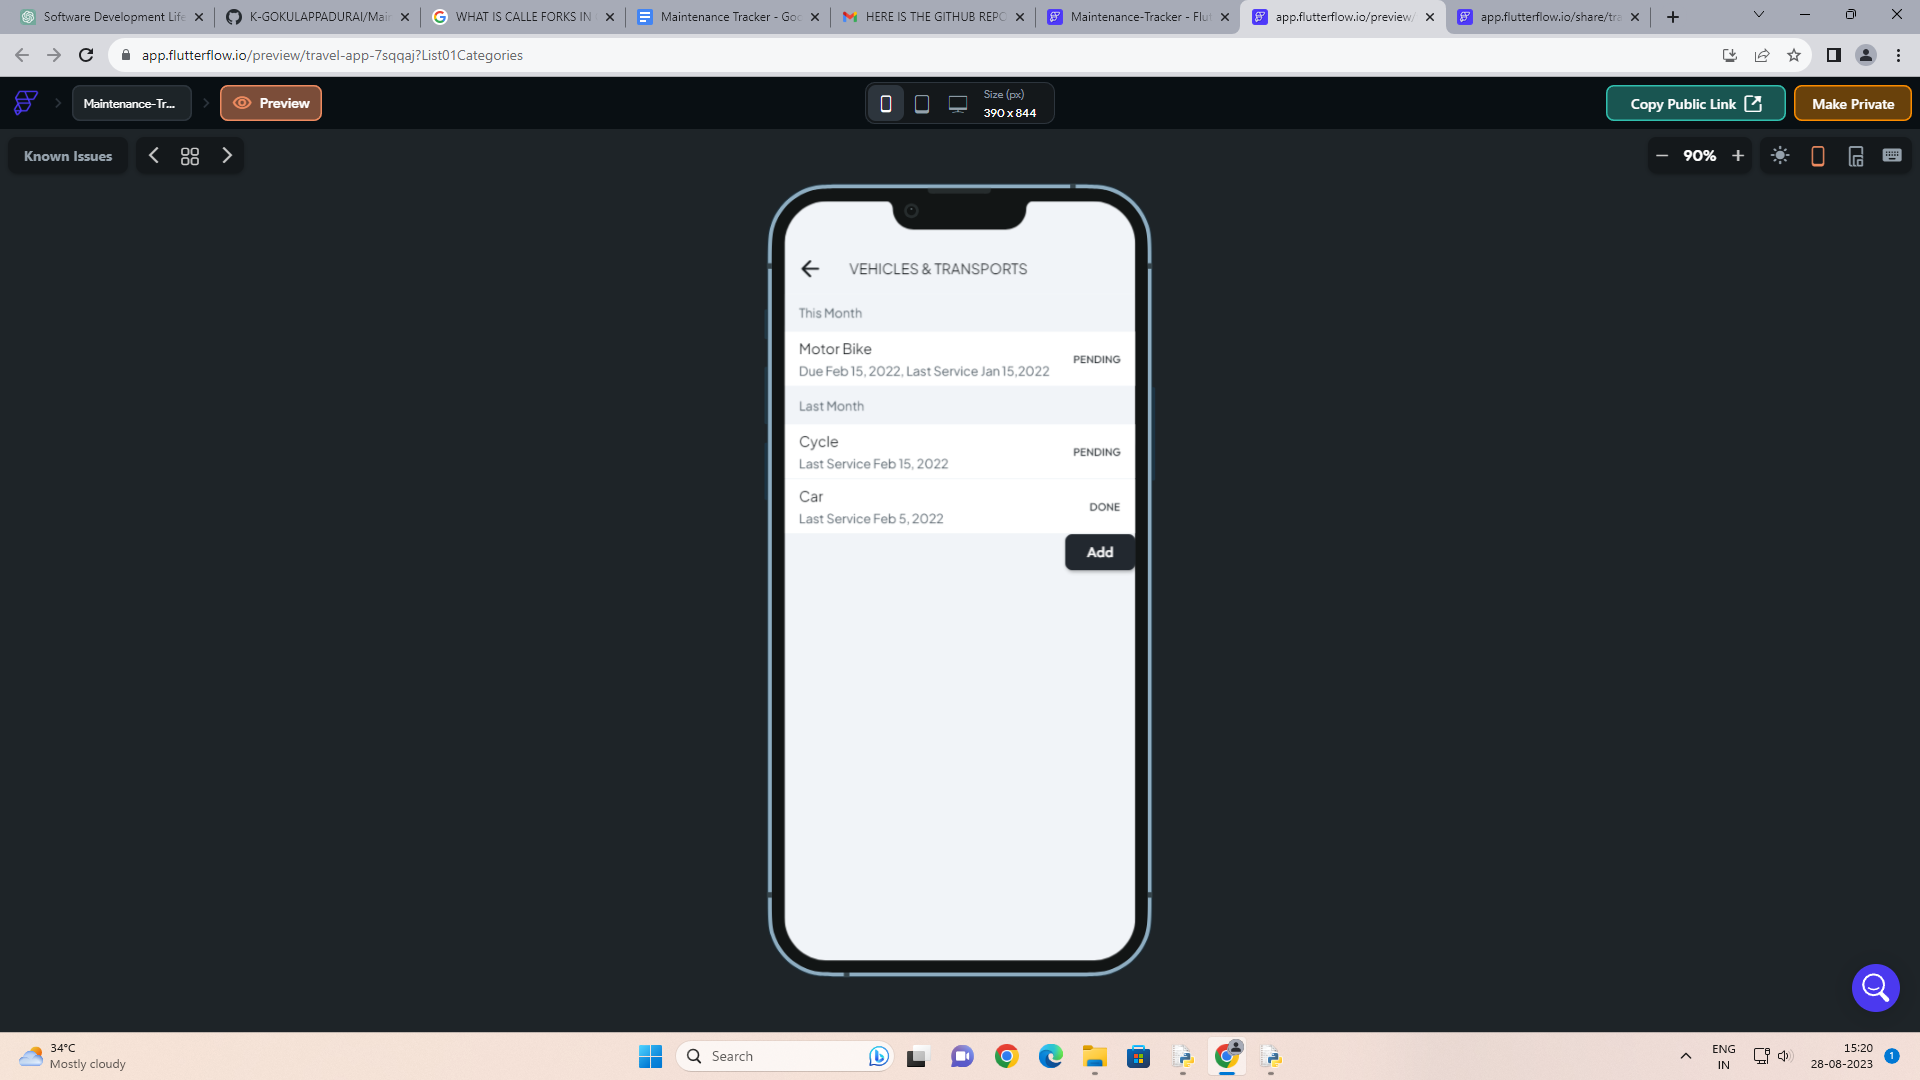 Software Development Life
K-GOKULAPPADURAI/Mai
WHAT IS CALLE FORKS IN
Maintenance Tracker - Goo
HERE IS THE GITHUB REPO
Maintenance-Tracker - Flut
app.flutterflow.io/preview/
app.flutterflow.io/share/tra
app.flutterflow.io/preview/travel-app-7sqqaj?List01Categories
Maintenance-Tr...
Preview
Size (px)
390 x 844
Copy Public Link
Make Private
Known Issues
90%
VEHICLES & TRANSPORTS
This Month
Motor Bike
PENDING
Due Feb 15, 2022, Last Service Jan 15,2022
Last Month
Cycle
PENDING
Last Service Feb 15, 2022
Car
DONE
Last Service Feb 5, 2022
Add
34°C
Mostly cloudy
Search
ENG
IN
15:20
28-08-2023
1